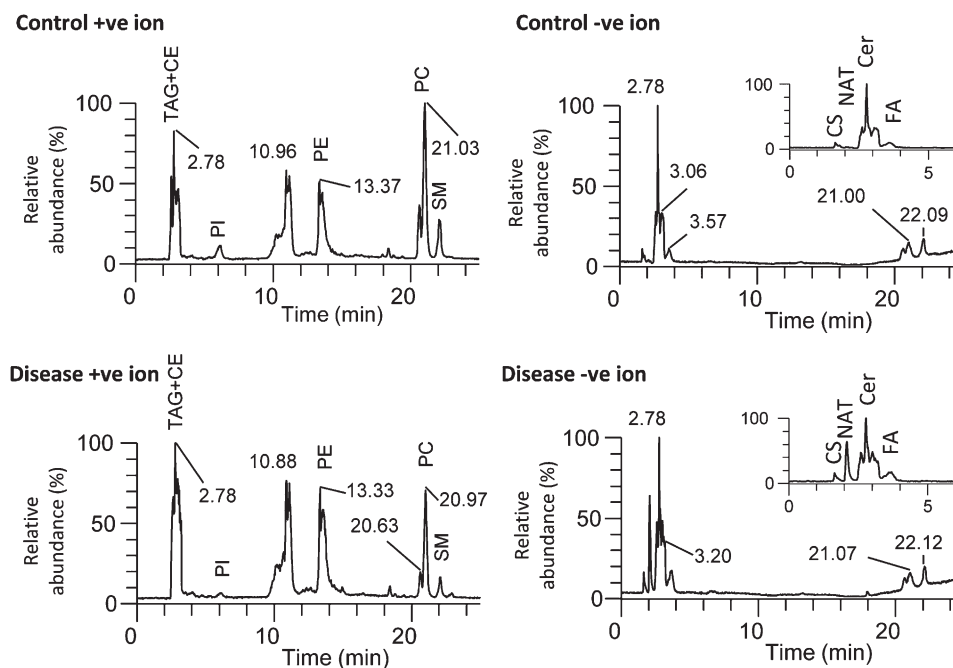 Control +ve ion
TAG+CE
2.78
PI
10.96
PE
13.37
PC
21.03
SM
Relative
abundance (%)
100
50
0
0
10
20
Time (min)
Control -ve ion
2.78
3.06
3.57
21.00
22.09
Relative
abundance (%)
100
50
0
0
10
20
Time (min)
100
0
0
5
CS
NAT
Cer
FA
Disease +ve ion
TAG+CE
2.78
PI
10.88
PE
13.33
20.63
PC
20.97
SM
Relative
abundance (%)
100
50
0
0
10
20
Time (min)
Disease -ve ion
2.78
3.20
21.07
22.12
Relative
abundance (%)
100
50
0
0
10
20
Time (min)
100
0
0
5
CS
NAT
Cer
FA